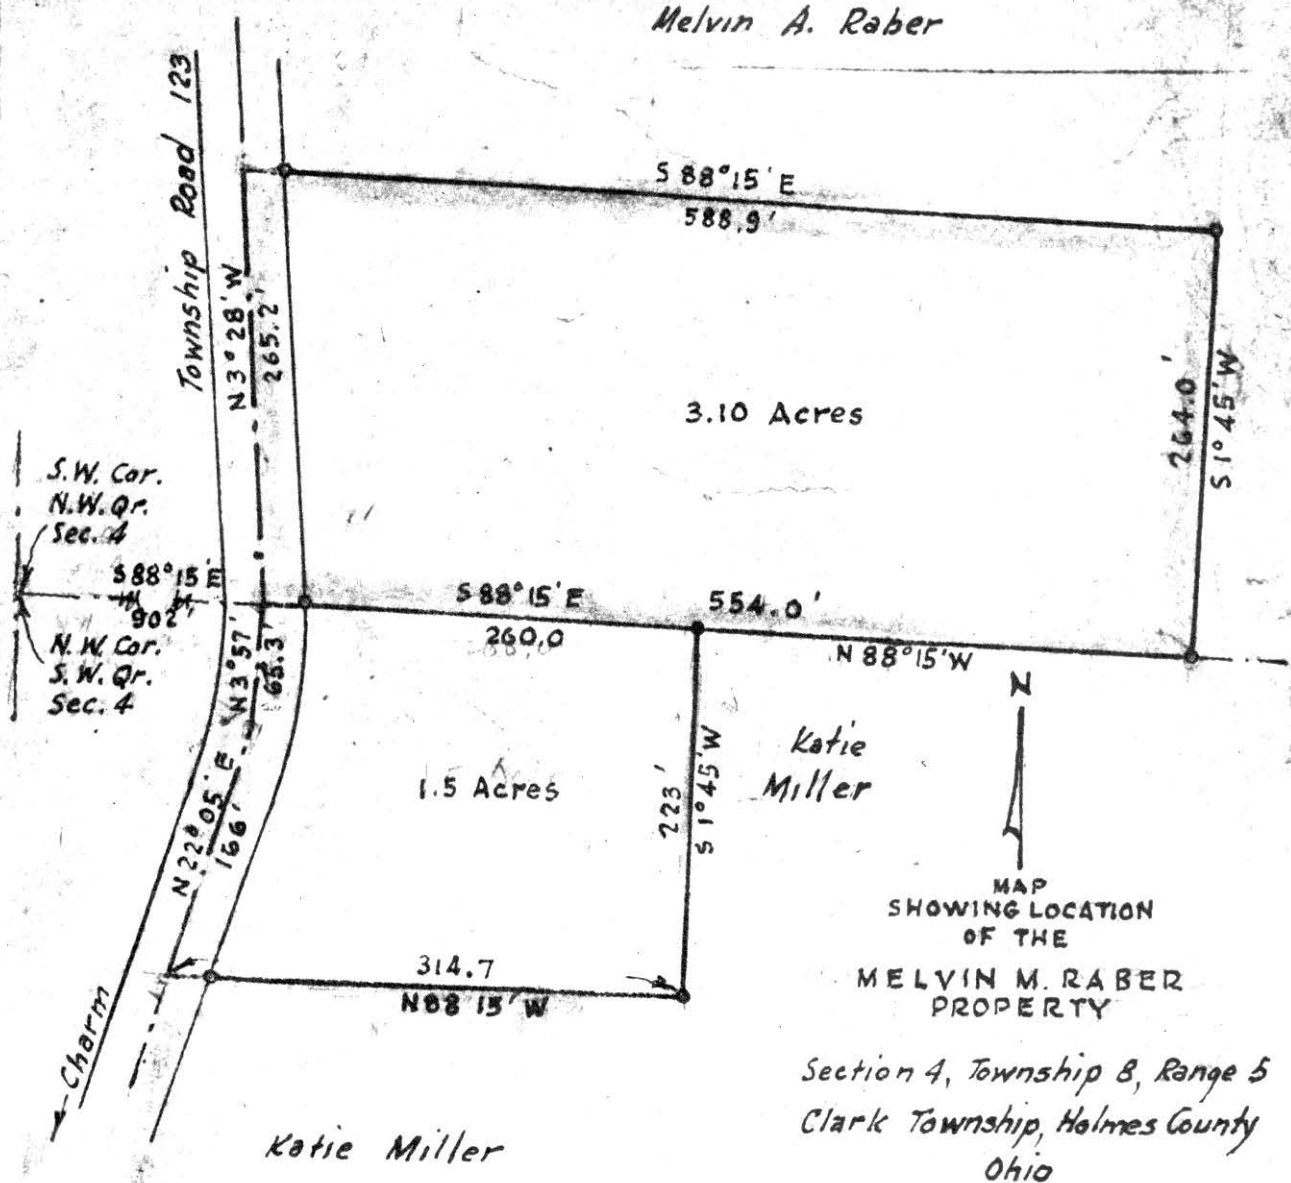 Melvin A. Raber
Township Road 123
S 88°15' E
588.9'
N 3°28' W
265.2'
3.10 Acres
264.0'
S 1°45' W
S.W. Cor.
N.W. Qr.
Sec. 4
S 88°15' E
902'
N.W. Cor.
S.W. Qr.
Sec. 4
S 88°15' E
260.0
554.0'
N 88°15' W
N 3°57'
65.3'
E
N 22°05'
166'
1.5 Acres
223'
S 1°45' W
Katie
Miller
N
314.7
N 88 15' W
Charm
MAP
SHOWING LOCATION
OF THE
MELVIN M. RABER
PROPERTY
Section 4, Township 8, Range 5
Clark Township, Holmes County
Ohio
Katie Miller